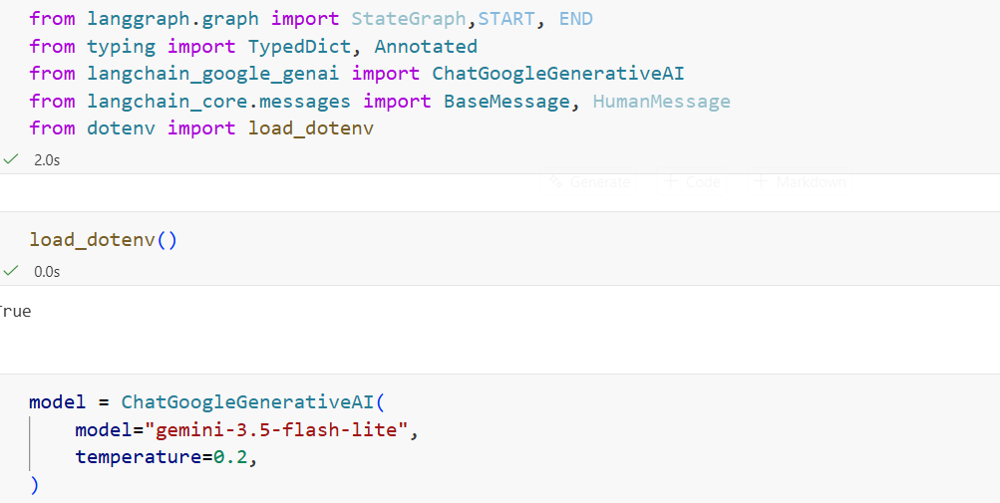 from langgraph.graph import StateGraph,START, END
from typing import TypedDict, Annotated
from langchain_google_genai import ChatGoogleGenerativeAI
from langchain_core.messages import BaseMessage, HumanMessage
from dotenv import load_dotenv
2.0s
Generate + Code + Markdown
load_dotenv()
0.0s
True
model = ChatGoogleGenerativeAI(
    model="gemini-3.5-flash-lite",
    temperature=0.2,
)